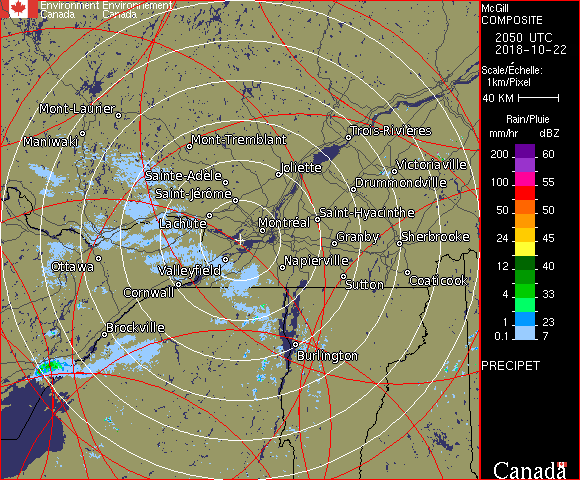 Environment Environnement
Canada Canada
McGill
COMPOSITE
2050 UTC
2018-10-22
Scale/Échelle:
1km/Pixel
40 KM
Rain/Pluie
mm/hr dBZ
200 60
150 57
100 55
50 50
24 45
12 40
4 33
1 23
0.1 7
PRECIPET
Canada
Mont-Laurier
Maniwaki
Mont-Tremblant
Trois-Rivières
Sainte-Adèle
Joliette
Victoriaville
Saint-Jérôme
Drummondville
Lachute
Montréal
Saint-Hyacinthe
Ottawa
Granby
Sherbrooke
Valleyfield
Napierville
Cornwall
Sutton
Coaticook
Brockville
Burlington